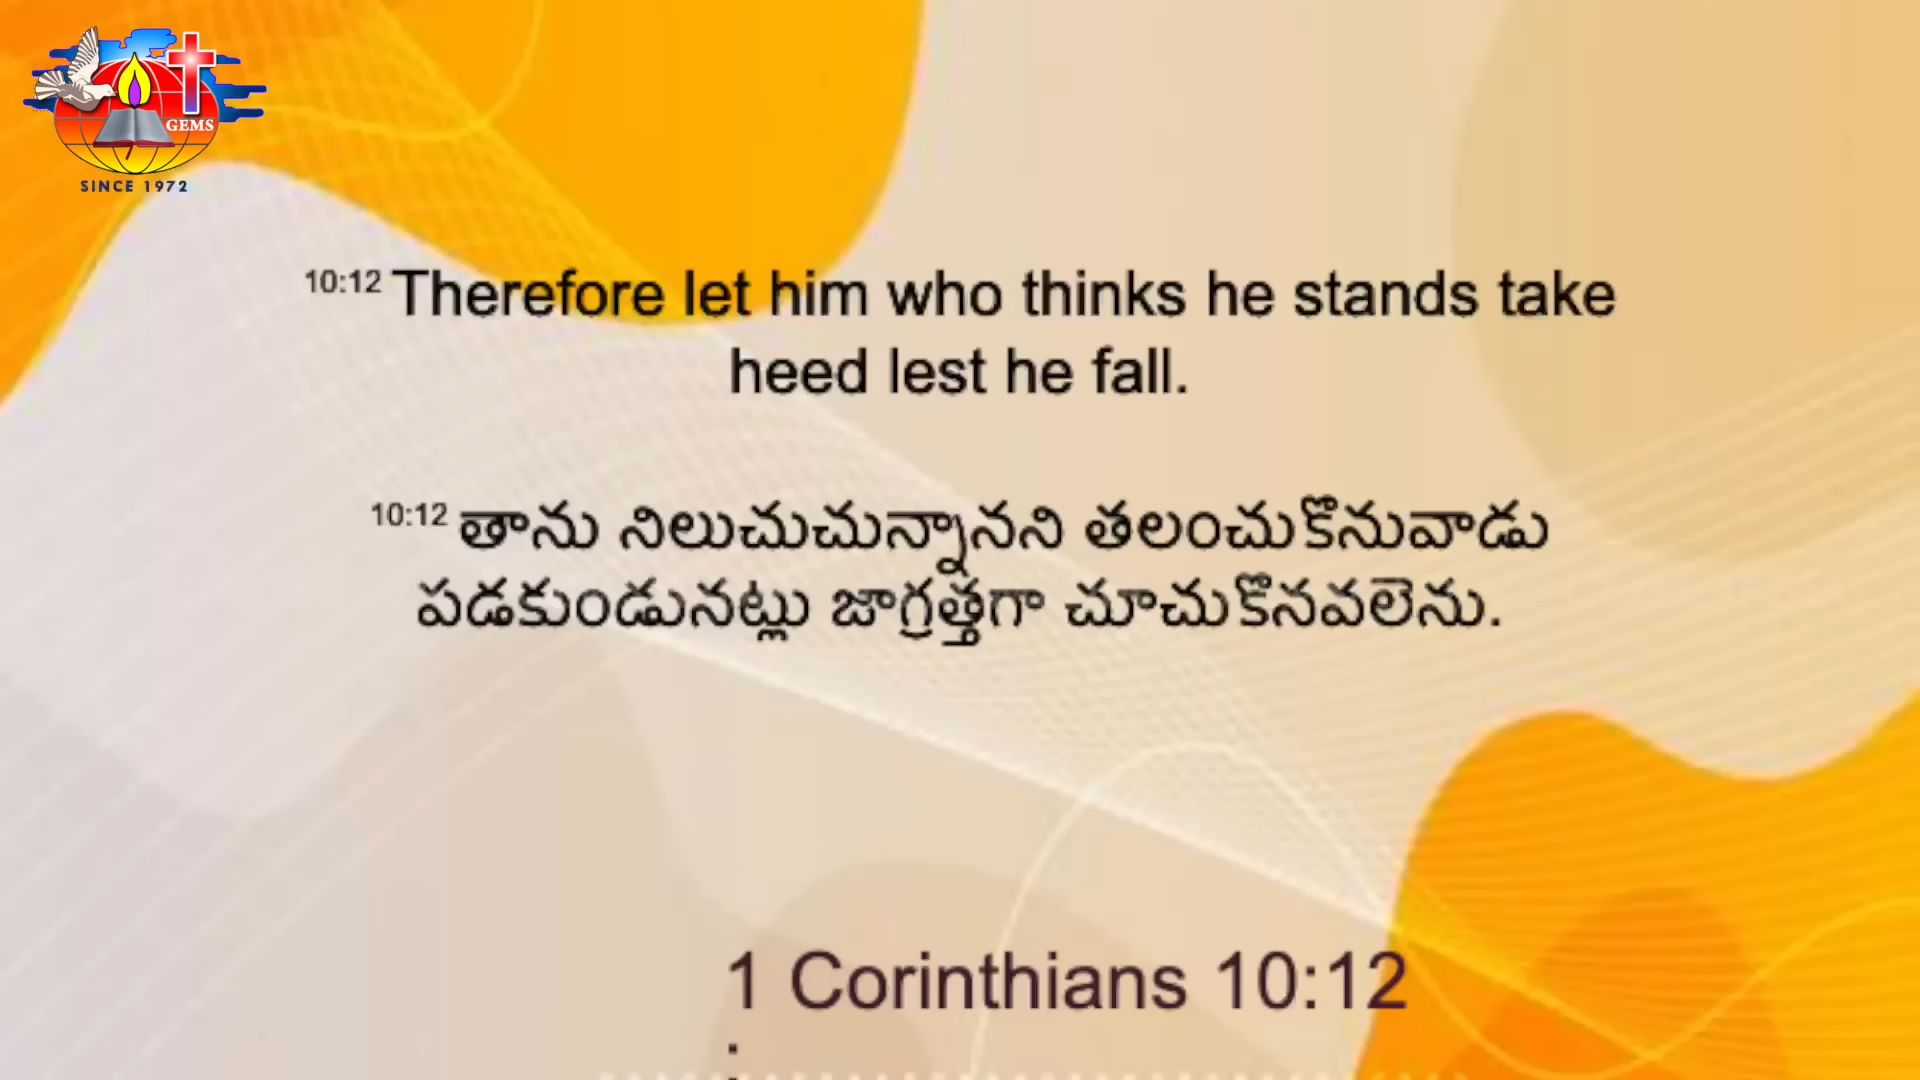 GEMS
SINCE 1972
10:12 Therefore let him who thinks he stands take
heed lest he fall.
10:12 తాను నిలుచుచున్నానని తలంచుకొనువాడు
పడకుండునట్లు జాగ్రత్తగా చూచుకొనవలెను.
1 Corinthians 10:12